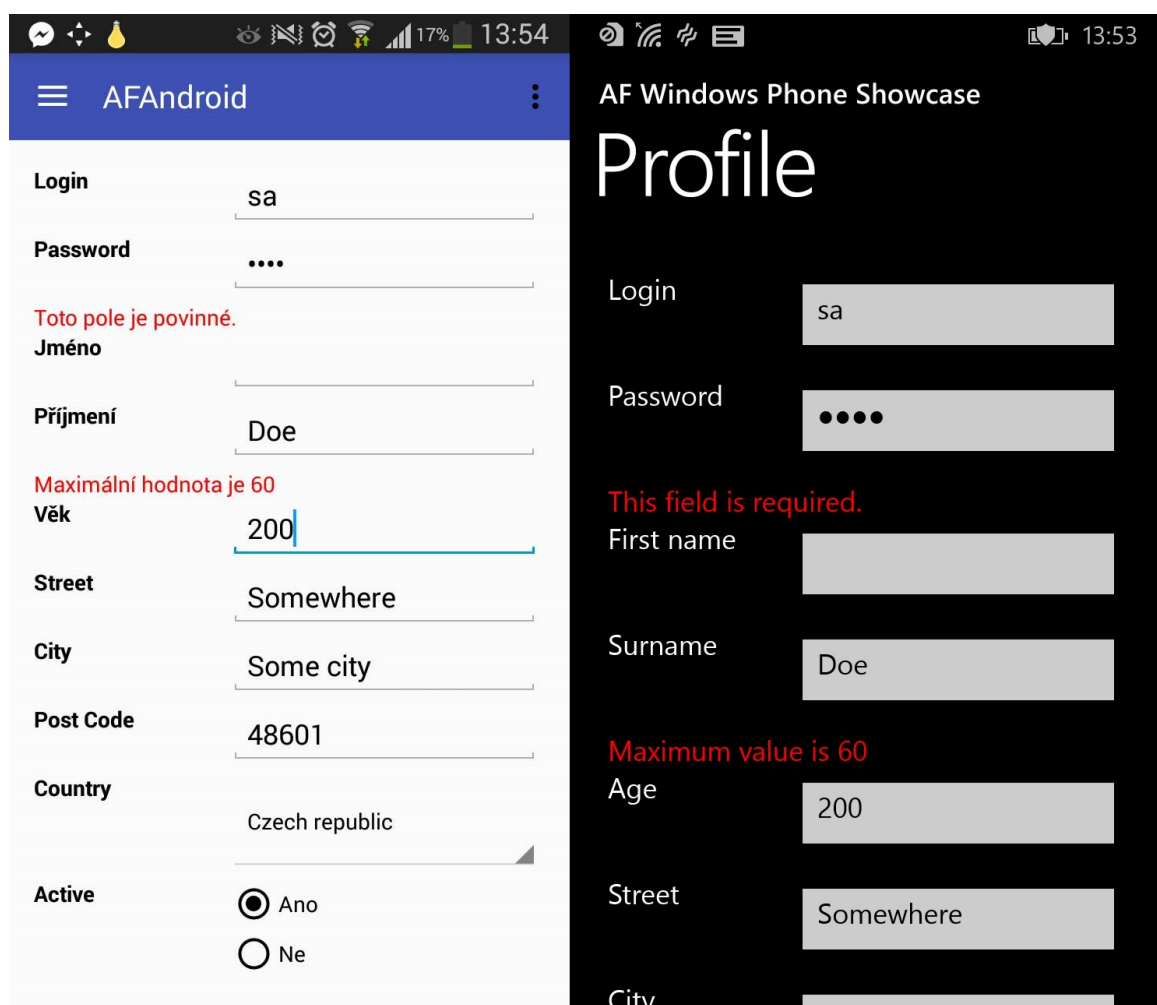 17% 13:54
AFAndroid
Login
sa
Password
••••
Toto pole je povinné.
Jméno
Příjmení
Doe
Maximální hodnota je 60
Věk
200
Street
Somewhere
City
Some city
Post Code
48601
Country
Czech republic
Active
Ano
Ne
13:53
AF Windows Phone Showcase
Profile
Login
sa
Password
••••
This field is required.
First name
Surname
Doe
Maximum value is 60
Age
200
Street
Somewhere
City